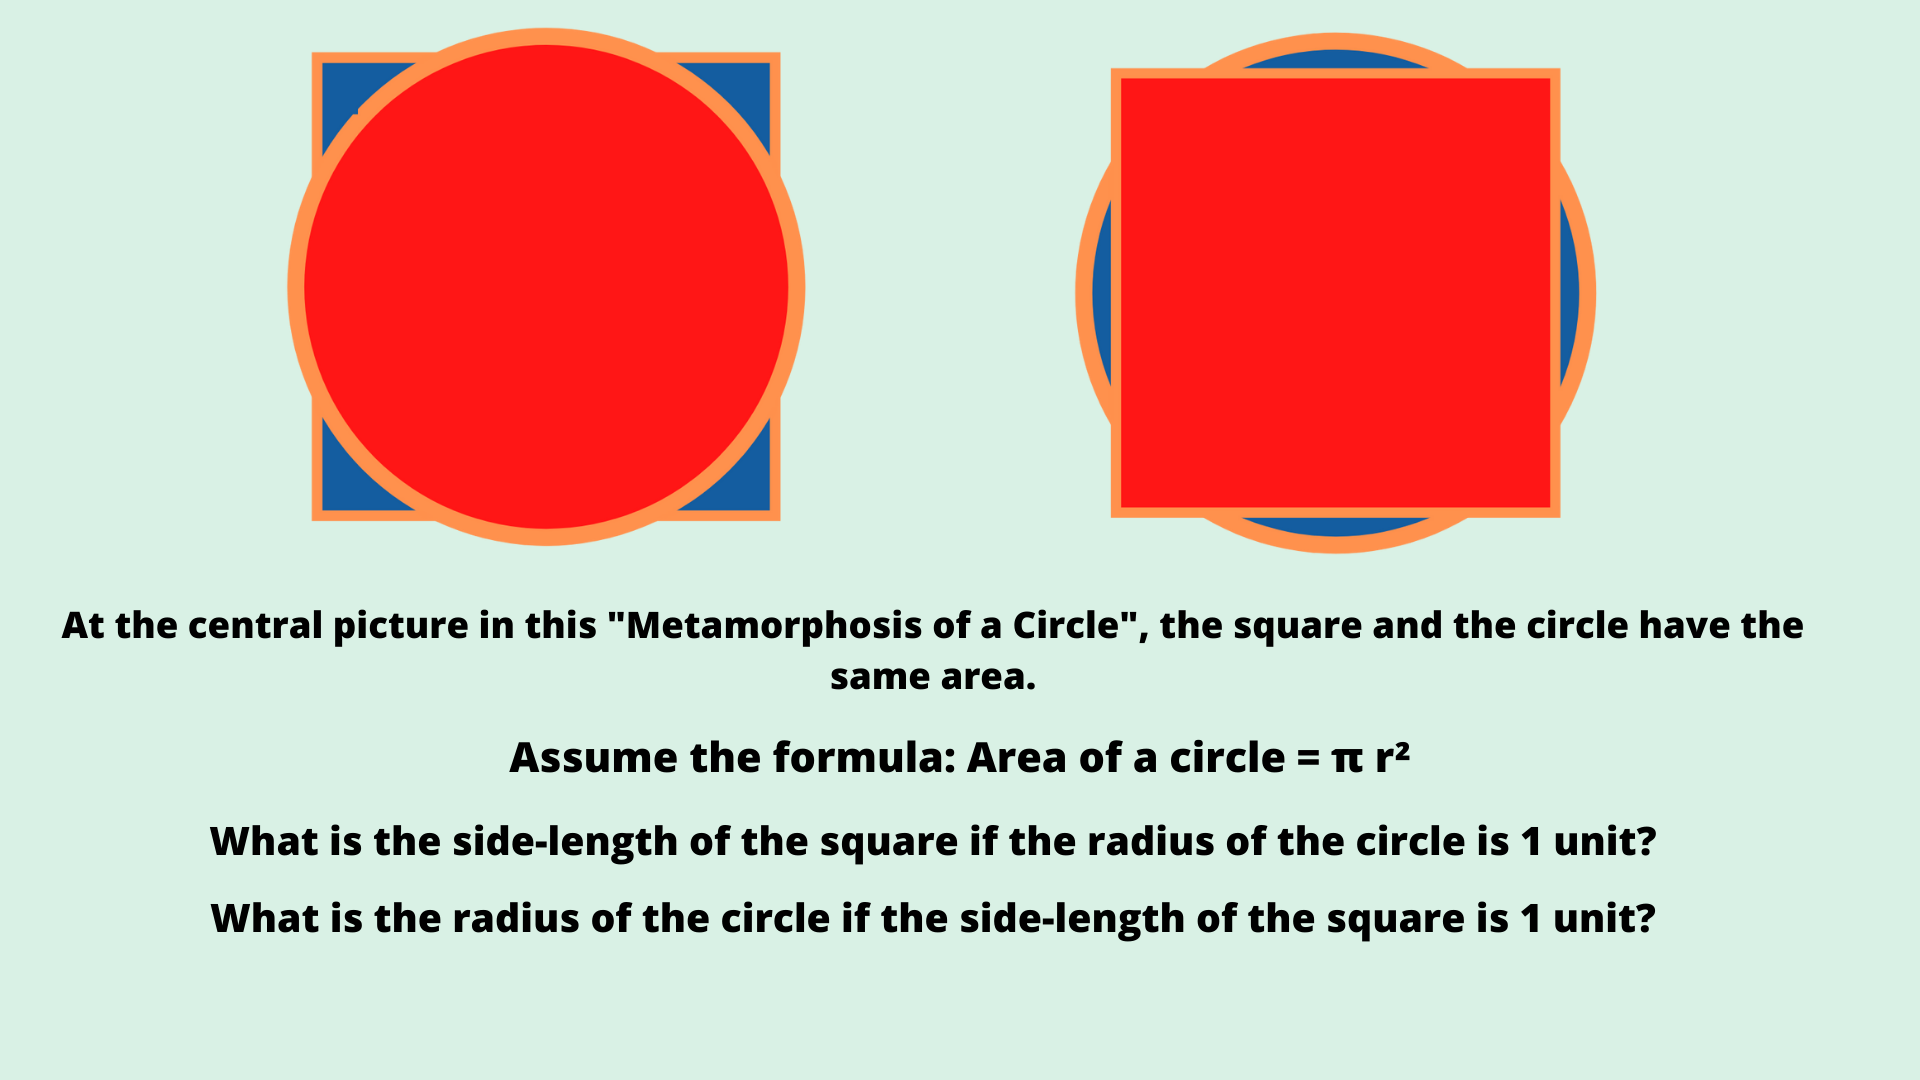 At the central picture in this "Metamorphosis of a Circle", the square and the circle have the
same area.
Assume the formula: Area of a circle = π r²
What is the side-length of the square if the radius of the circle is 1 unit?
What is the radius of the circle if the side-length of the square is 1 unit?